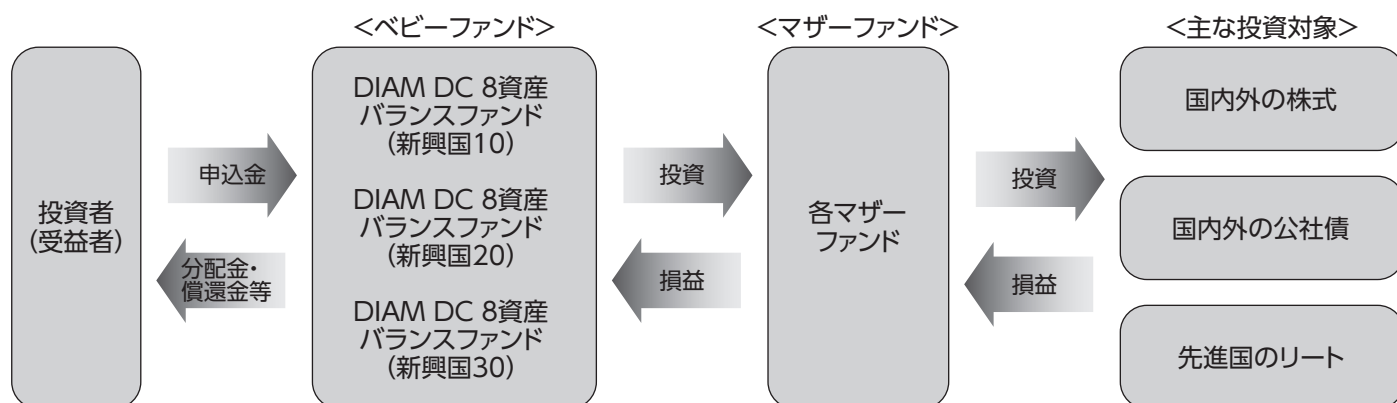 <ベビーファンド>
<マザーファンド>
<主な投資対象>
投資者
(受益者)
申込金
分配金・
償還金等
DIAM DC 8資産
バランスファンド
(新興国10)
DIAM DC 8資産
バランスファンド
(新興国20)
DIAM DC 8資産
バランスファンド
(新興国30)
投資
損益
各マザー
ファンド
投資
損益
国内外の株式
国内外の公社債
先進国のリート